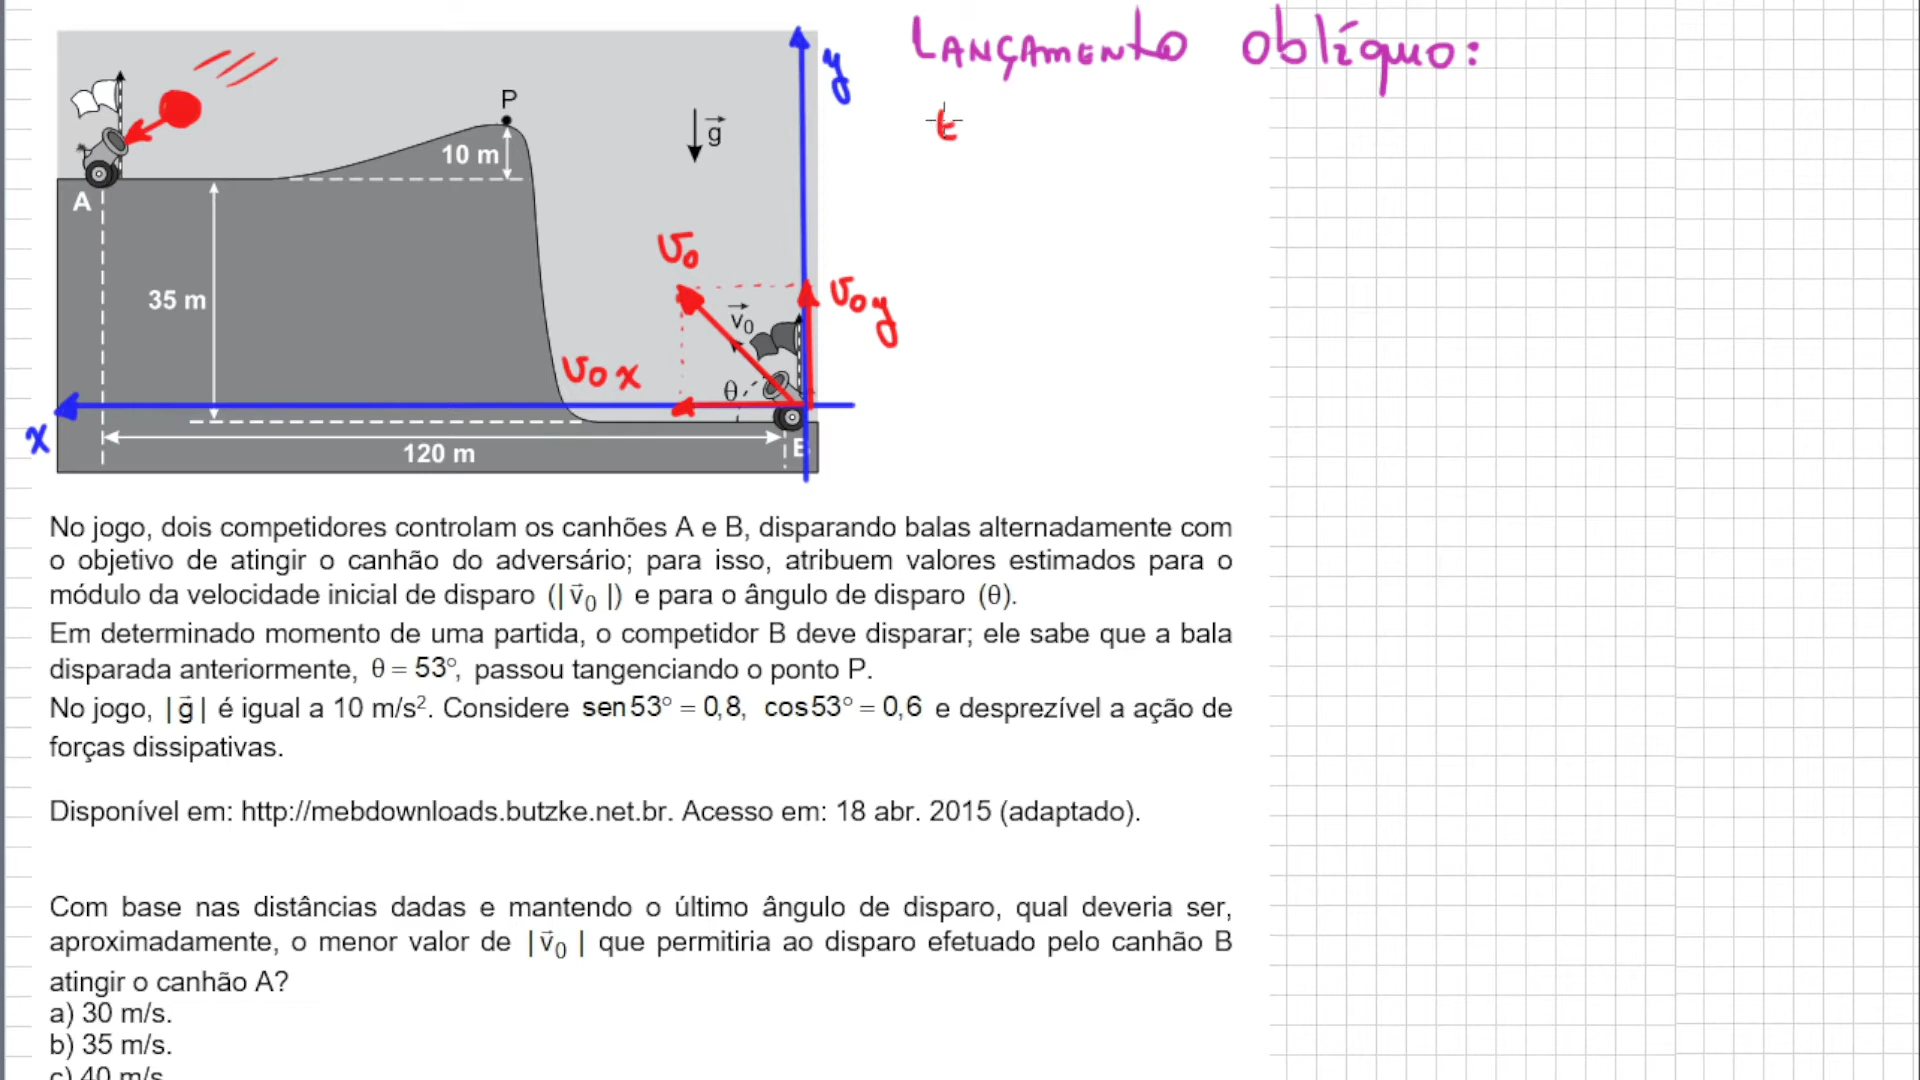 LANÇAMENTO oblíquo:
y
t
P
g
10 m
A
35 m
v0
v0
v0y
v0x
θ
x
120 m
No jogo, dois competidores controlam os canhões A e B, disparando balas alternadamente com
o objetivo de atingir o canhão do adversário; para isso, atribuem valores estimados para o
módulo da velocidade inicial de disparo (| v⃗₀ |) e para o ângulo de disparo (θ).
Em determinado momento de uma partida, o competidor B deve disparar; ele sabe que a bala
disparada anteriormente, θ = 53°, passou tangenciando o ponto P.
No jogo, | g⃗ | é igual a 10 m/s². Considere sen53° = 0,8, cos53° = 0,6 e desprezível a ação de
forças dissipativas.
Disponível em: http://mebdownloads.butzke.net.br. Acesso em: 18 abr. 2015 (adaptado).
Com base nas distâncias dadas e mantendo o último ângulo de disparo, qual deveria ser,
aproximadamente, o menor valor de | v⃗₀ | que permitiria ao disparo efetuado pelo canhão B
atingir o canhão A?
a) 30 m/s.
b) 35 m/s.
c) 40 m/s.